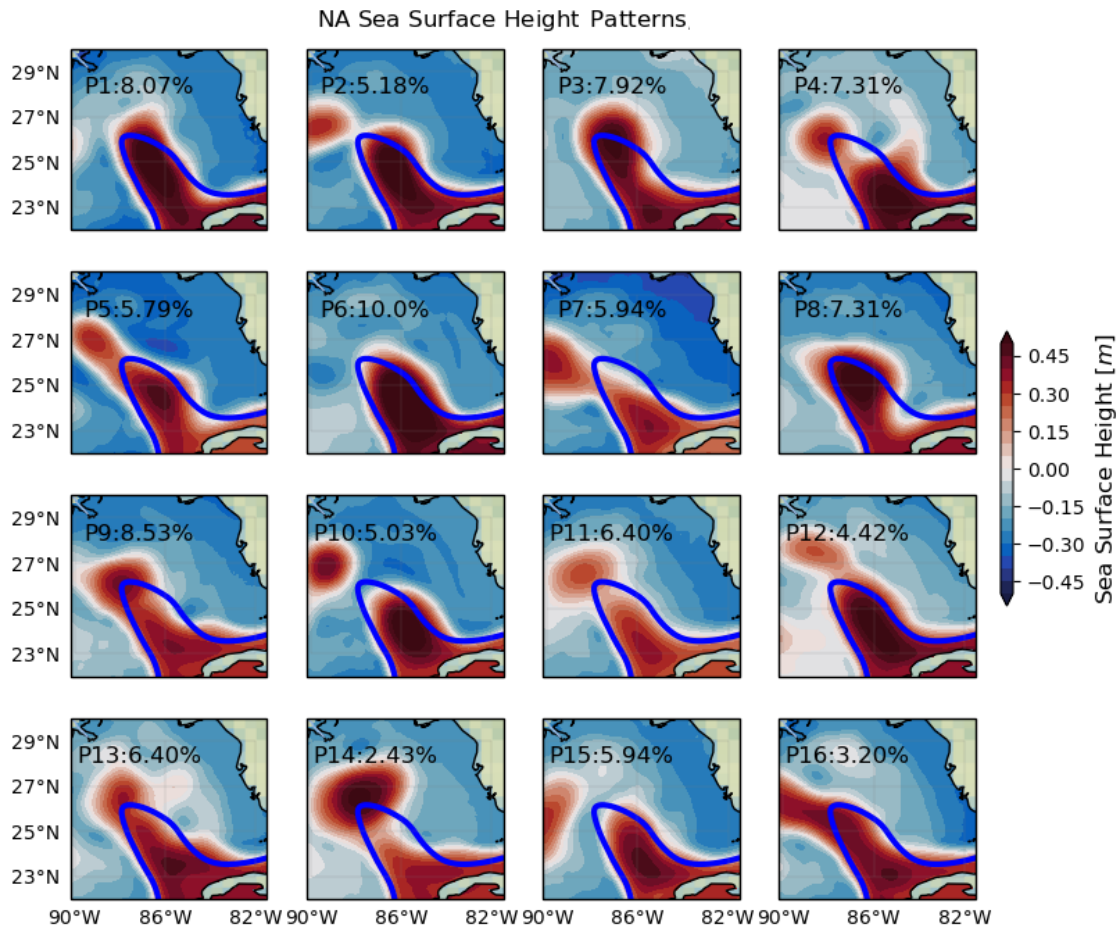 NA Sea Surface Height Patterns
29°N
27°N
25°N
23°N
P1:8.07%
P2:5.18%
P3:7.92%
P4:7.31%
29°N
27°N
25°N
23°N
P5:5.79%
P6:10.0%
P7:5.94%
P8:7.31%
29°N
27°N
25°N
23°N
P9:8.53%
P10:5.03%
P11:6.40%
P12:4.42%
29°N
27°N
25°N
23°N
P13:6.40%
P14:2.43%
P15:5.94%
P16:3.20%
90°W 86°W 82°W
90°W 86°W 82°W
90°W 86°W 82°W
90°W 86°W 82°W
0.45
0.30
0.15
0.00
−0.15
−0.30
−0.45
Sea Surface Height [m]